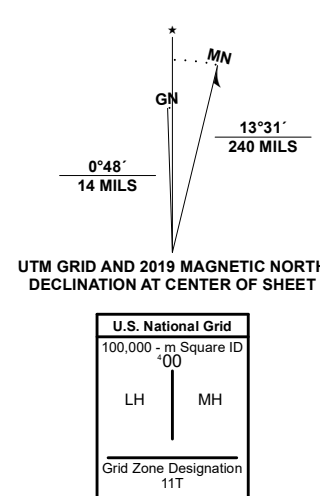 ★
MN
GN
13°31´
240 MILS
0°48´
14 MILS
UTM GRID AND 2019 MAGNETIC NORTH
DECLINATION AT CENTER OF SHEET
U.S. National Grid
100,000 - m Square ID
⁴00
LH MH
Grid Zone Designation
11T